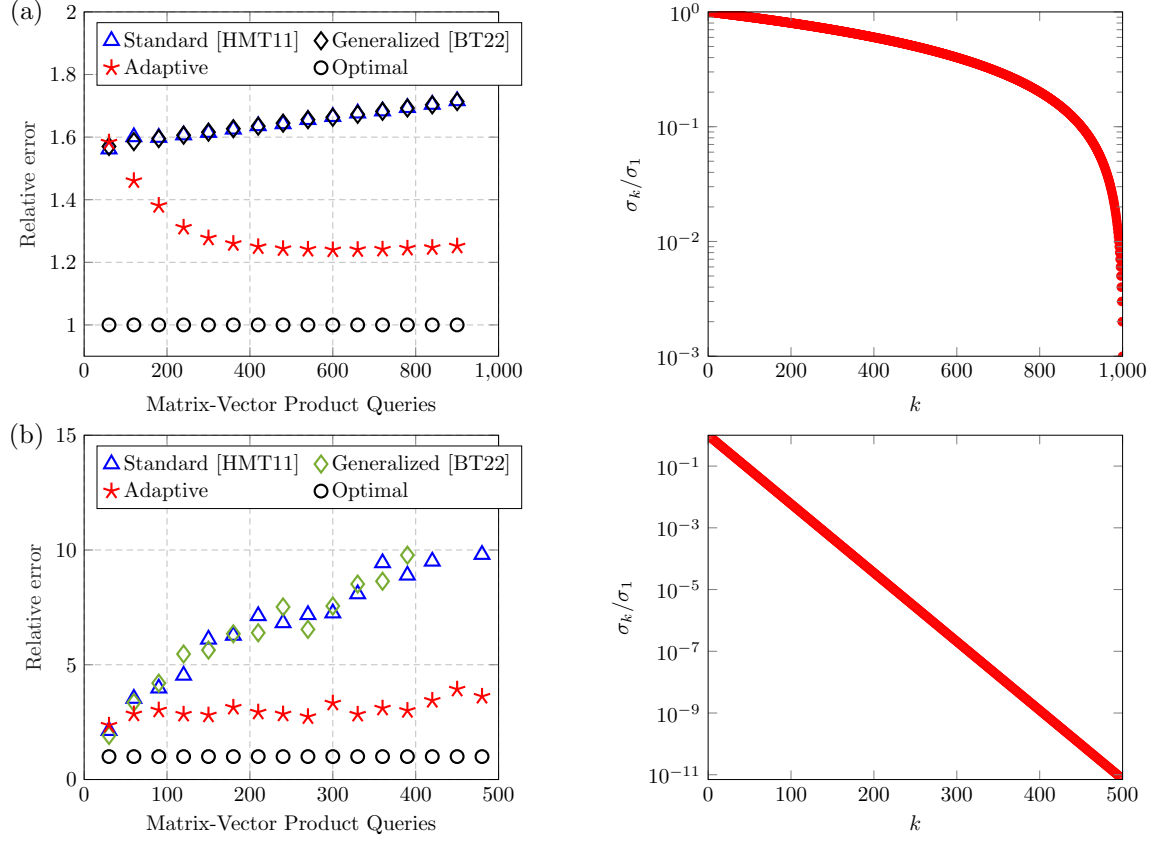 (a)
2
1.8
1.6
1.4
1.2
1
Relative error
Standard [HMT11]
Generalized [BT22]
Adaptive
Optimal
0
200
400
600
800
1,000
Matrix-Vector Product Queries
10^0
10^{-1}
10^{-2}
10^{-3}
σ_k/σ_1
0
200
400
600
800
1,000
k
(b)
15
10
5
0
Relative error
Standard [HMT11]
Generalized [BT22]
Adaptive
Optimal
0
100
200
300
400
500
Matrix-Vector Product Queries
10^{-1}
10^{-3}
10^{-5}
10^{-7}
10^{-9}
10^{-11}
σ_k/σ_1
0
100
200
300
400
500
k